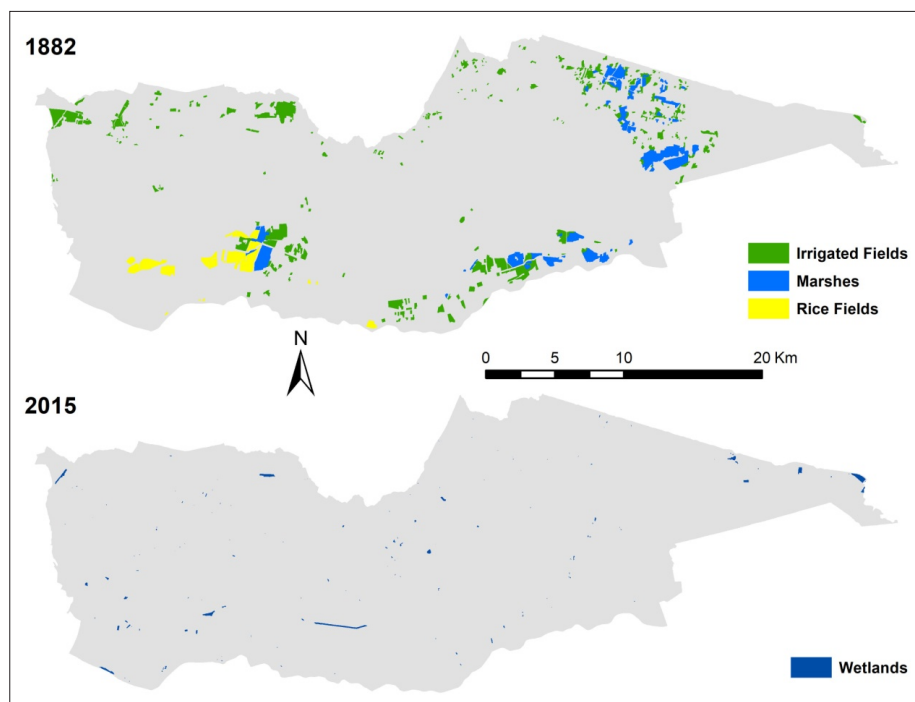 1882
Irrigated Fields
Marshes
Rice Fields
N
0 5 10 20 Km
2015
Wetlands